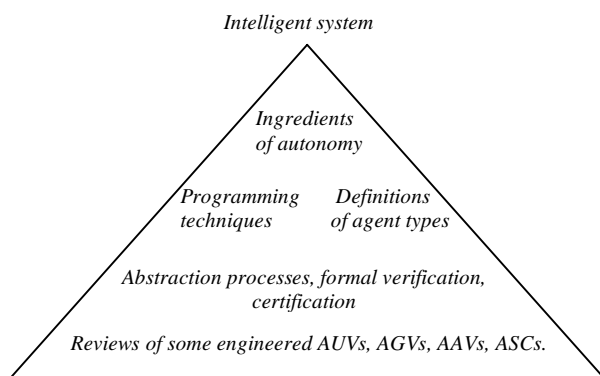 Intelligent system
Ingredients
of autonomy
Programming
techniques
Definitions
of agent types
Abstraction processes, formal verification,
certification
Reviews of some engineered AUVs, AGVs, AAVs, ASCs.